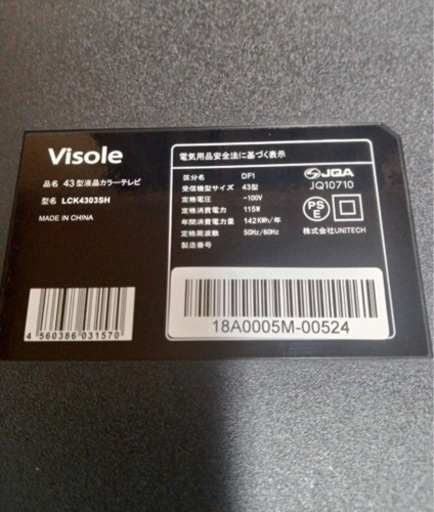 Visole
品名 43型液晶カラーテレビ
型名 LCK4303SH
MADE IN CHINA
4 560386 031570
電気用品安全法に基づく表示
区分名 DF1
受信機型サイズ 43型
定格電圧 ~100V
定格消費電力 115W
年間消費電力量 142KWh/年
定格周波数 50Hz/60Hz
製造番号
JQA
JQ10710
PS
E
株式会社UNITECH
18A0005M-00524